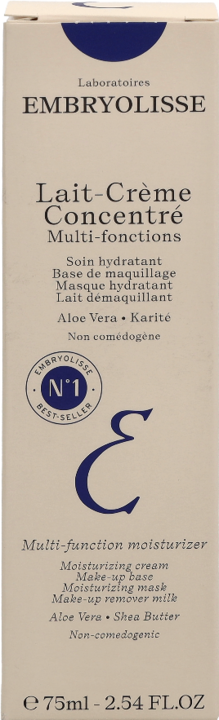 Laboratoires
EMBRYOLISSE
Lait-Crème
Concentré
Multi-fonctions
Soin hydratant
Base de maquillage
Masque hydratant
Lait démaquillant
Aloe Vera • Karité
Non comédogène
EMBRYOLISSE
N°1
BEST-SELLER
E
Multi-function moisturizer
Moisturizing cream
Make-up base
Moisturizing mask
Make-up remover milk
Aloe Vera • Shea Butter
Non-comedogenic
℮ 75ml - 2.54 FL.OZ